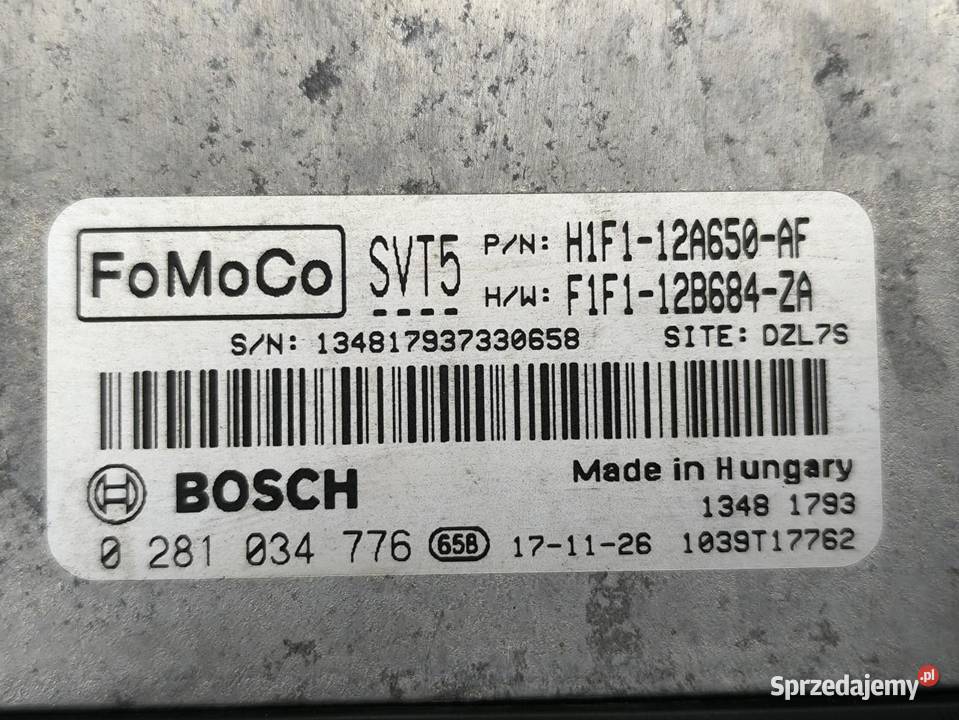 FoMoCo SVT5 P/N: H1F1-12A650-AF
H/W: F1F1-12B684-ZA
S/N: 134817937330658 SITE: DZL7S
BOSCH Made in Hungary
1348 1793
0 281 034 776 65B 17-11-26 1039T17762
Sprzedajemy.pl